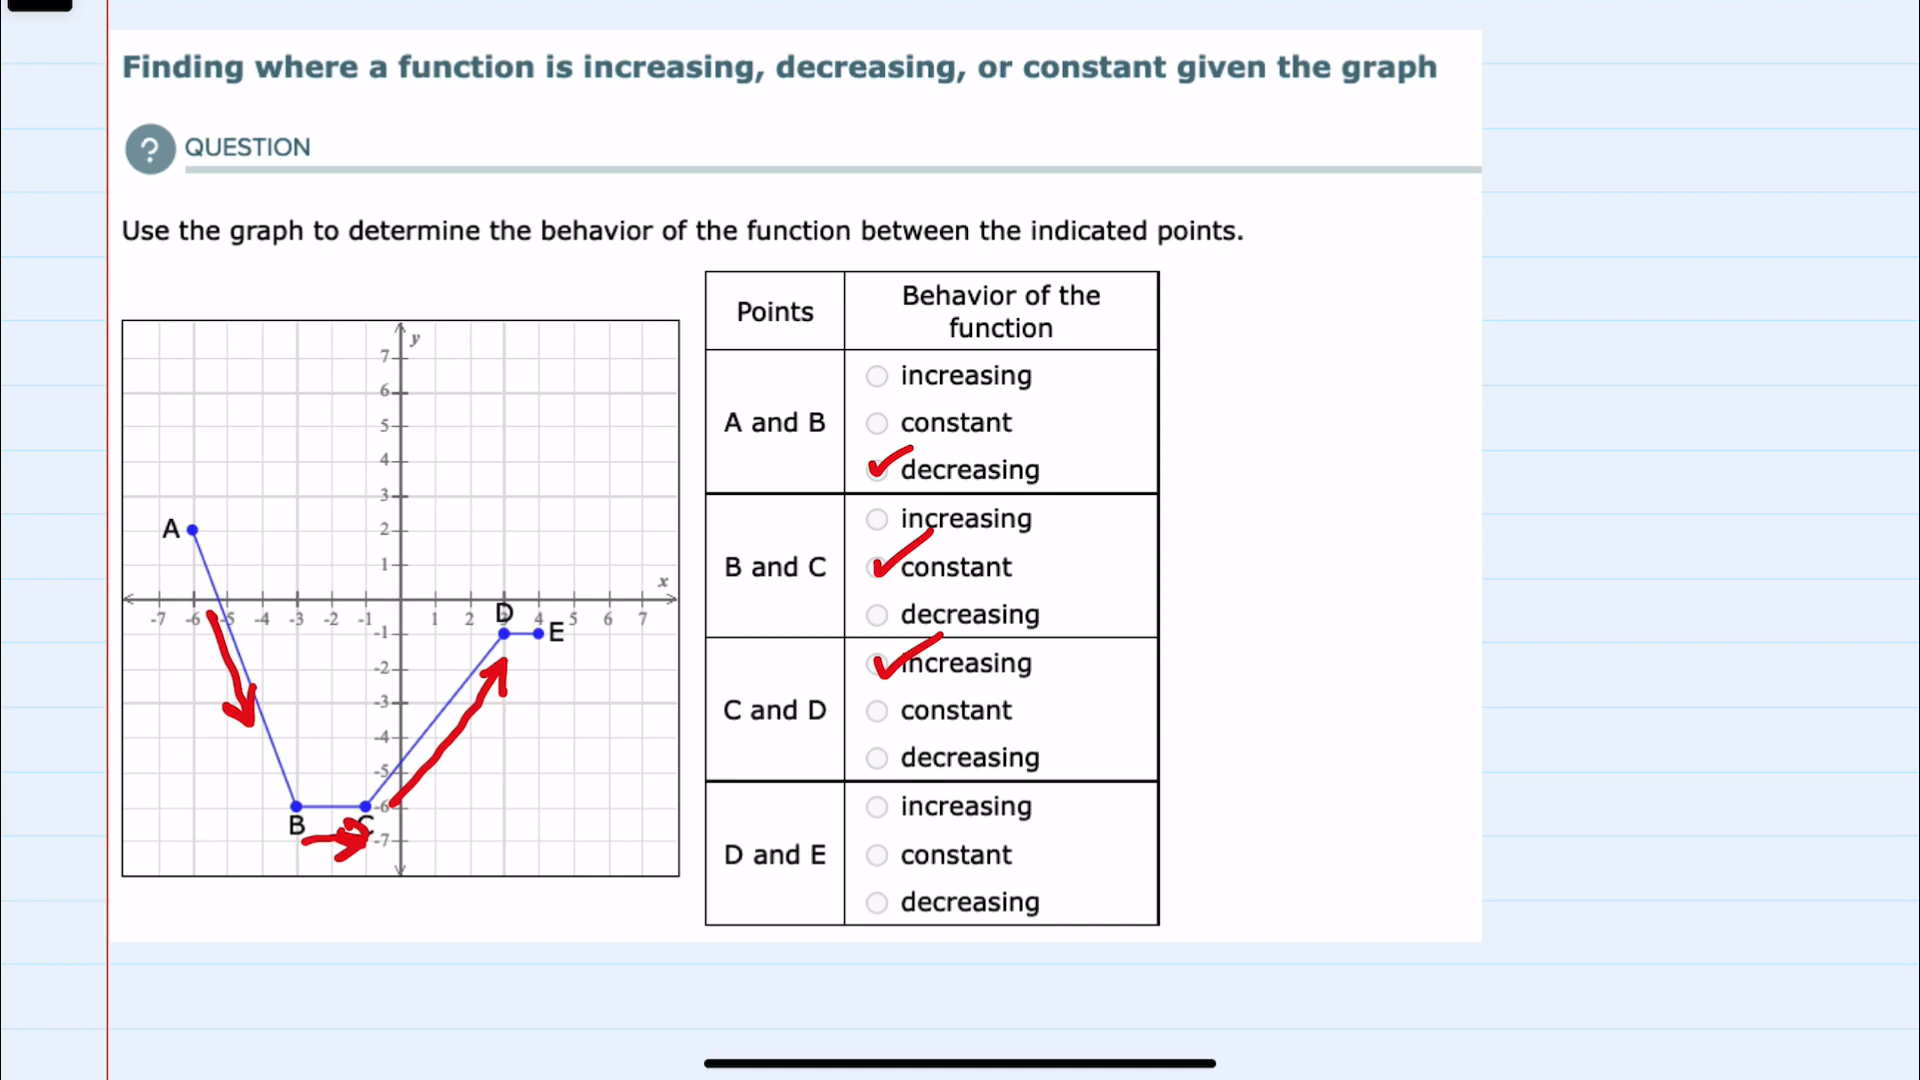 Finding where a function is increasing, decreasing, or constant given the graph
? QUESTION
Use the graph to determine the behavior of the function between the indicated points.
y
7
6
5
4
3
2
1
x
-7 -6 -5 -4 -3 -2 -1 1 2 3 4 5 6 7
-1
-2
-3
-4
-5
-6
-7
A
B
C
D
E
Points Behavior of the
function
A and B
increasing
constant
decreasing
B and C
increasing
constant
decreasing
C and D
increasing
constant
decreasing
D and E
increasing
constant
decreasing